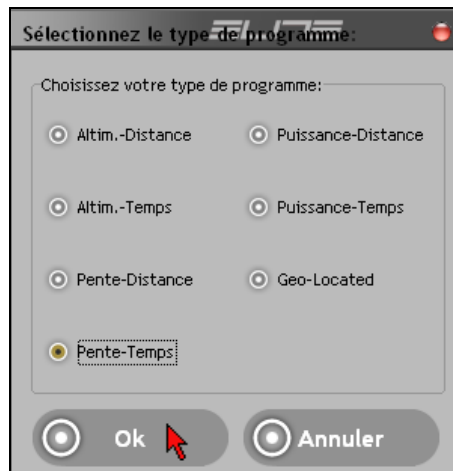 ELITE
Sélectionnez le type de programme:
Choisissez votre type de programme:
Altim.-Distance
Puissance-Distance
Altim.-Temps
Puissance-Temps
Pente-Distance
Geo-Located
Pente-Temps
Ok
Annuler